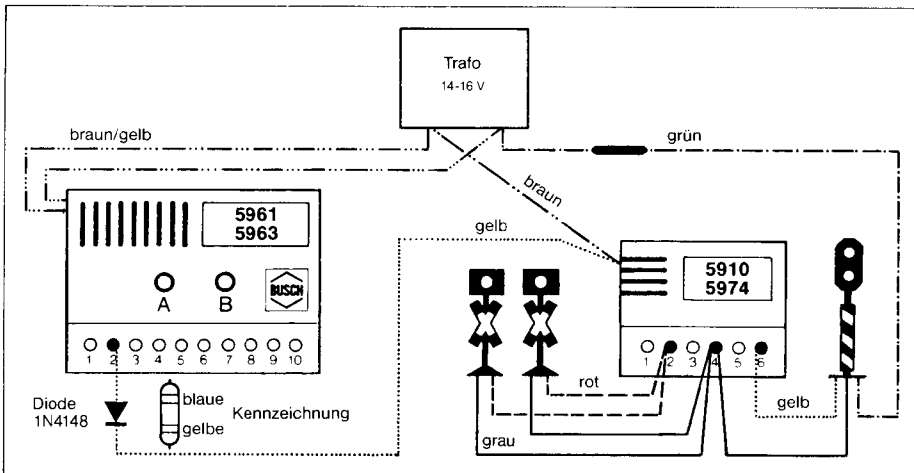 Trafo
14-16 V
braun/gelb
grün
braun
gelb
5961
5963
A
B
BUSCH
5910
5974
1 2 3 4 5 6 7 8 9 10
1 2 3 4 5 6
rot
gelb
grau
Diode
1N4148
blaue
gelbe
Kennzeichnung